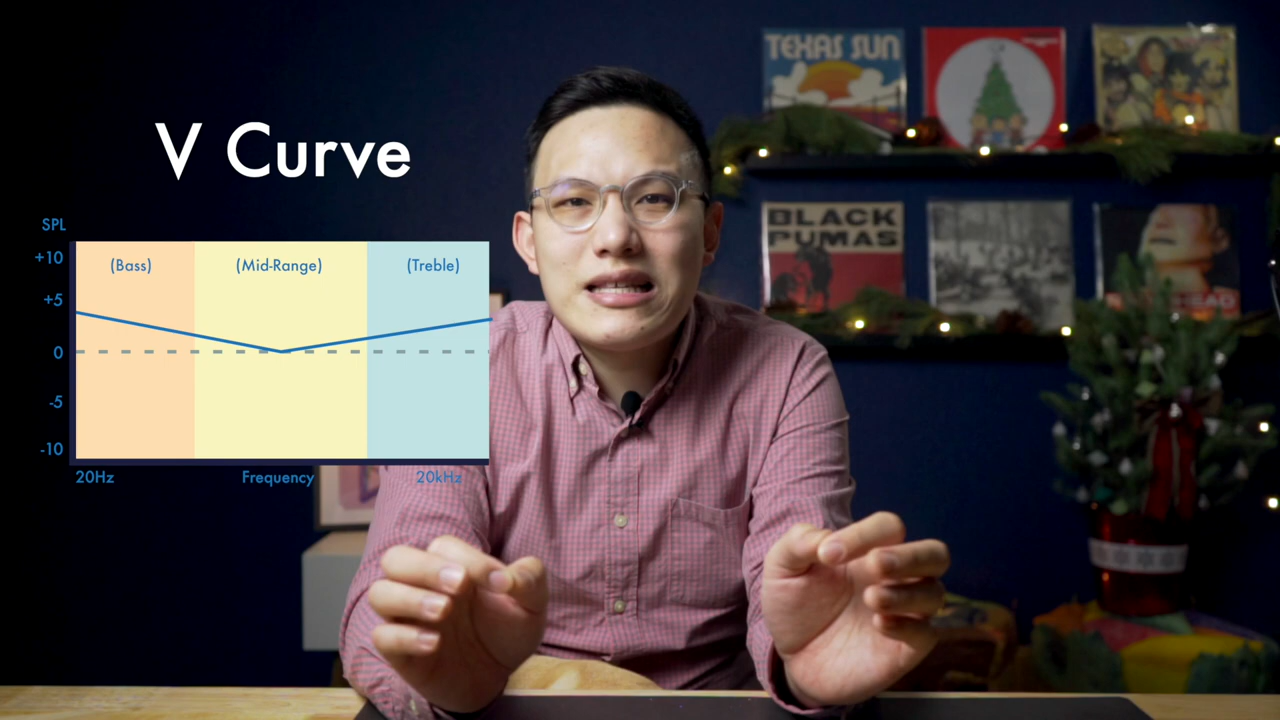 V Curve
SPL
+10
+5
0
-5
-10
(Bass)
(Mid-Range)
(Treble)
20Hz
Frequency
20kHz
TEXAS SUN
BLACK
PUMAS